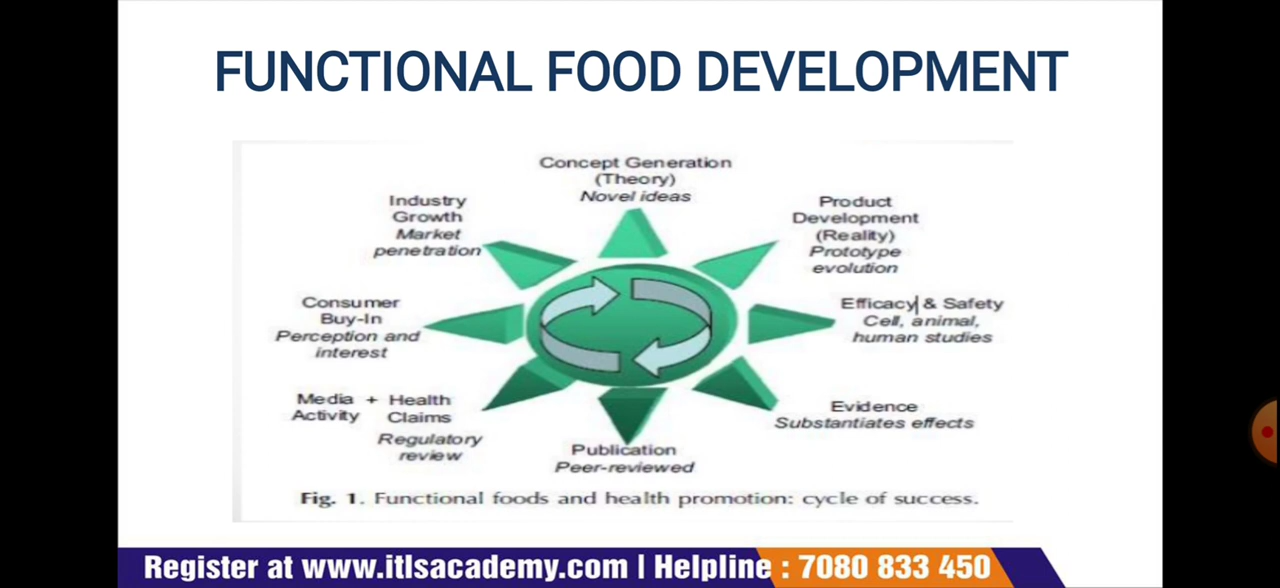 FUNCTIONAL FOOD DEVELOPMENT
Concept Generation
(Theory)
Novel ideas
Product
Development
(Reality)
Prototype
evolution
Efficacy & Safety
Cell, animal,
human studies
Evidence
Substantiates effects
Publication
Peer-reviewed
Media + Health
Activity Claims
Regulatory
review
Consumer
Buy-In
Perception and
interest
Industry
Growth
Market
penetration
Fig. 1. Functional foods and health promotion: cycle of success.
Register at www.itlsacademy.com | Helpline : 7080 833 450